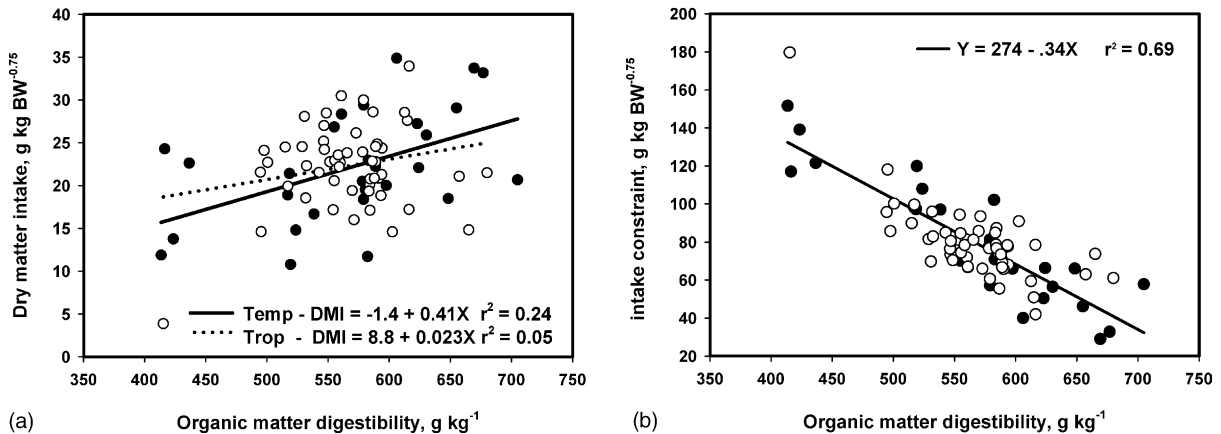 40
35
30
25
20
15
10
5
0
Dry matter intake, g kg BW-0.75
Temp - DMI = -1.4 + 0.41X r2 = 0.24
Trop - DMI = 8.8 + 0.023X r2 = 0.05
350 400 450 500 550 600 650 700 750
(a)
Organic matter digestibility, g kg-1
200
180
160
140
120
100
80
60
40
20
intake constraint, g kg BW-0.75
Y = 274 - .34X r2 = 0.69
350 400 450 500 550 600 650 700 750
(b)
Organic matter digestibility, g kg-1